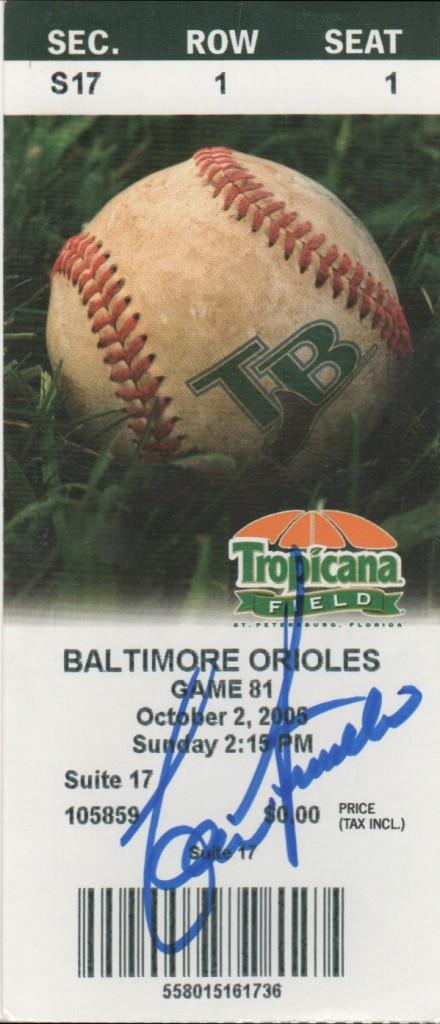 SEC. ROW SEAT
S17 1 1
TB
Tropicana
FIELD
ST. PETERSBURG, FLORIDA
BALTIMORE ORIOLES
GAME 81
October 2, 2005
Sunday 2:15 PM
Suite 17
105859 $0.00 PRICE
(TAX INCL.)
Suite 17
558015161736